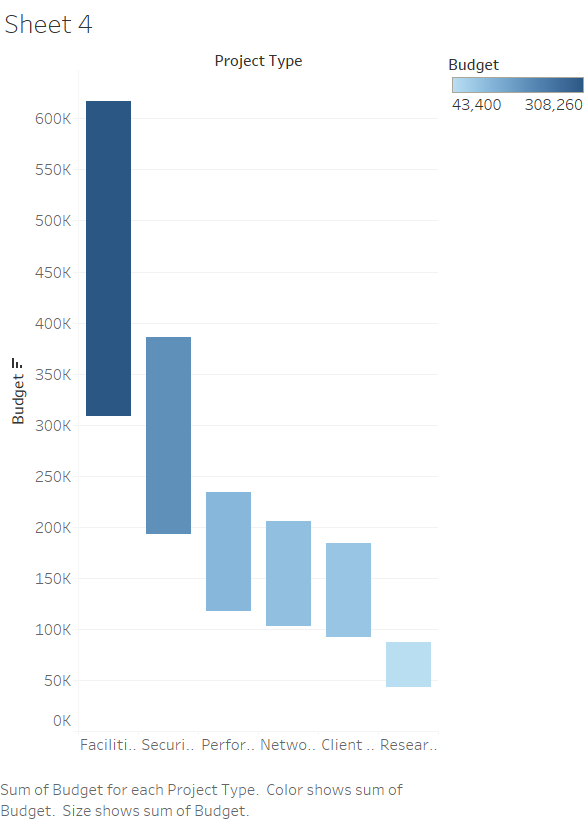 Sheet 4
Project Type
Budget
43,400 308,260
600K
550K
500K
450K
400K
350K
300K
250K
200K
150K
100K
50K
0K
Budget
Faciliti.. Securi.. Perfor.. Netwo.. Client .. Resear..
Sum of Budget for each Project Type.  Color shows sum of
Budget.  Size shows sum of Budget.